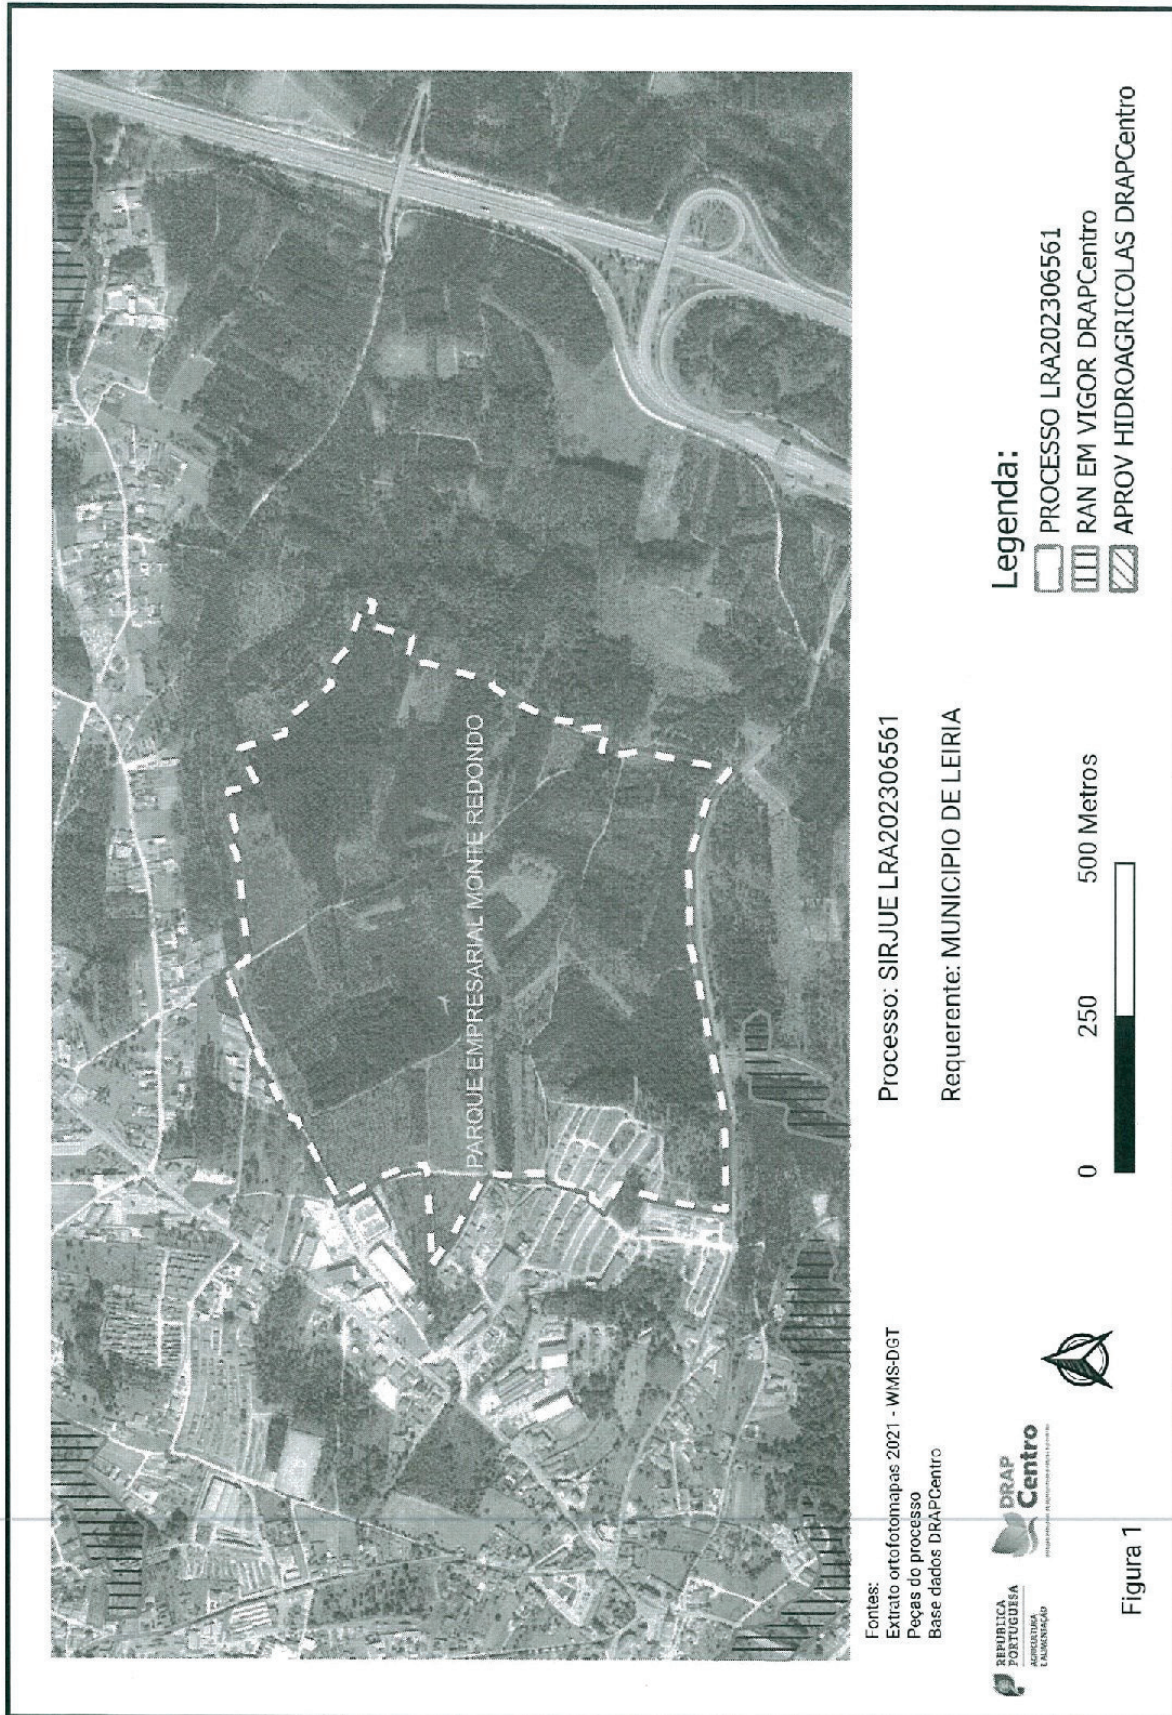 PARQUE EMPRESARIAL MONTE REDONDO
Fontes:
Extrato ortofotomapas 2021 - WMS-DGT
Peças do processo
Base dados DRAPCentro
Processo: SIRJUE LRA202306561
Requerente: MUNICIPIO DE LEIRIA
Legenda:
PROCESSO LRA202306561
RAN EM VIGOR DRAPCentro
APROV HIDROAGRICOLAS DRAPCentro
0 250 500 Metros
REPÚBLICA
PORTUGUESA
AGRICULTURA
E ALIMENTAÇÃO
DRAP
Centro
Figura 1